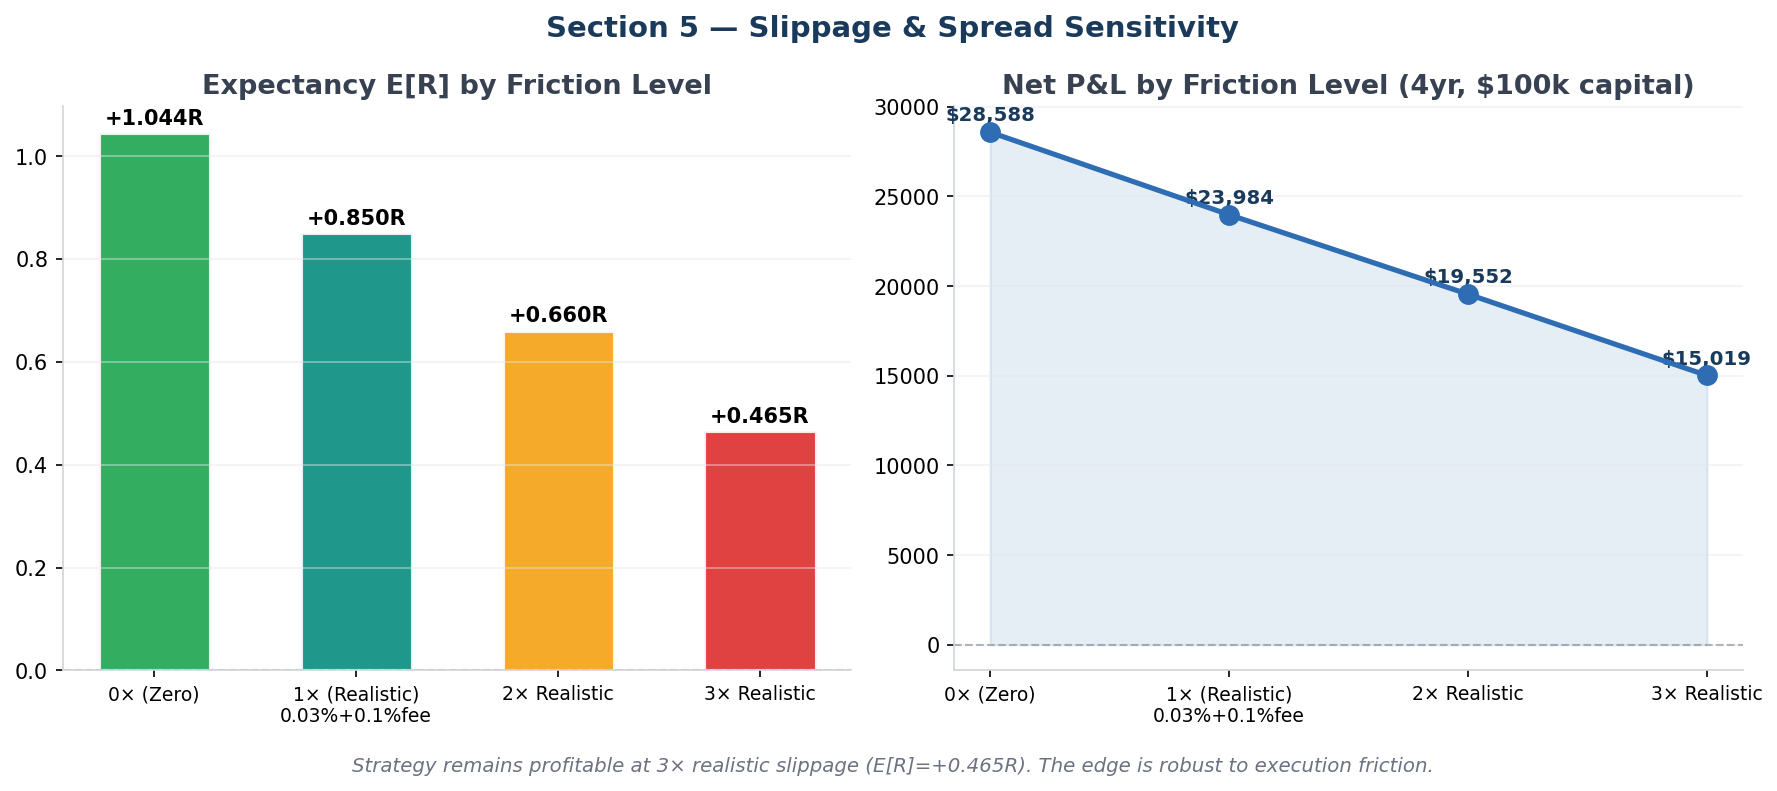 Section 5 — Slippage & Spread Sensitivity
Expectancy E[R] by Friction Level
+1.044R
+0.850R
+0.660R
+0.465R
1.0
0.8
0.6
0.4
0.2
0.0
0× (Zero)
1× (Realistic)
0.03%+0.1%fee
2× Realistic
3× Realistic
Net P&L by Friction Level (4yr, $100k capital)
30000
25000
20000
15000
10000
5000
0
$28,588
$23,984
$19,552
$15,019
0× (Zero)
1× (Realistic)
0.03%+0.1%fee
2× Realistic
3× Realistic
Strategy remains profitable at 3× realistic slippage (E[R]=+0.465R). The edge is robust to execution friction.